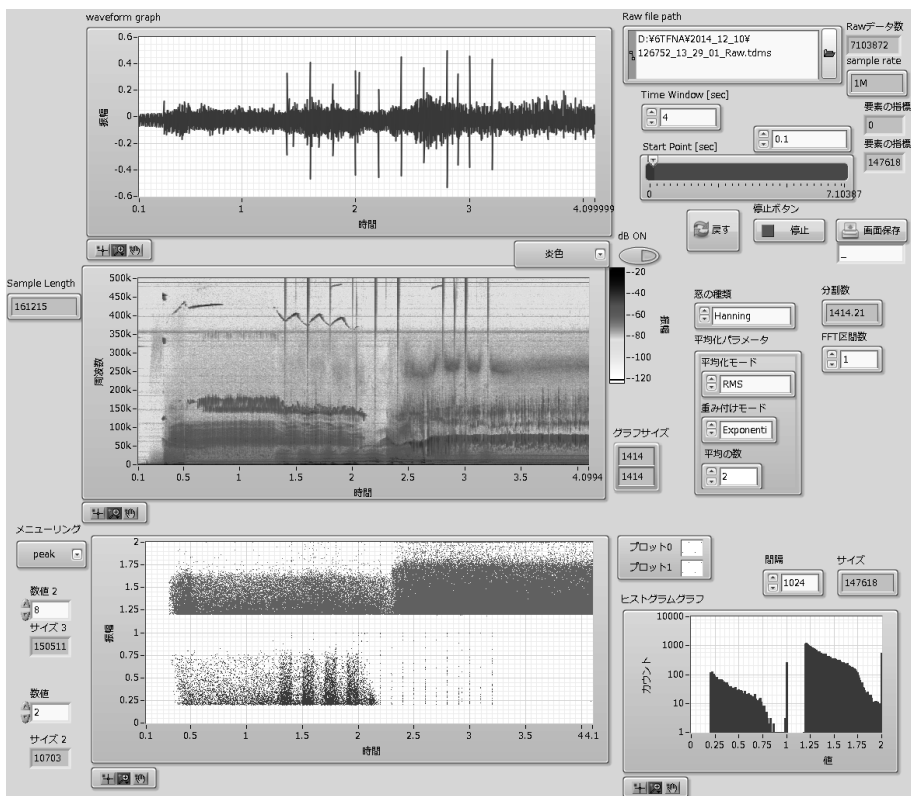 waveform graph
0.6
0.4
0.2
0
-0.2
-0.4
-0.6
振幅
0.1 1 2 3 4.099999
時間
Raw file path
D:¥6TFNA¥2014_12_10¥
126752_13_29_01_Raw.tdms
Rawデータ数
7103872
sample rate
1M
要素の指標
0
要素の指標
147618
Time Window [sec]
4
0.1
Start Point [sec]
0 7.10387
停止ボタン
戻す
停止
画面保存
_
炎色
dB ON
Sample Length
161215
500k
450k
400k
350k
300k
250k
200k
150k
100k
50k
0
周波数
0.1 0.5 1 1.5 2 2.5 3 3.5 4.0994
時間
-20
-40
-60
-80
-100
-120
振幅
窓の種類
Hanning
分割数
1414.21
FFT区間数
1
平均化パラメータ
平均化モード
RMS
重み付けモード
Exponenti
平均の数
2
グラフサイズ
1414
1414
メニューリング
peak
数値 2
8
サイズ 3
150511
数値
2
サイズ 2
10703
2
1.75
1.5
1.25
1
0.75
0.5
0.25
0
振幅
0.1 0.5 1 1.5 2 2.5 3 3.5 44.1
時間
プロット0
プロット1
間隔
1024
サイズ
147618
ヒストグラムグラフ
10000
1000
100
10
1
カウント
0 0.25 0.5 0.75 1 1.25 1.5 1.75 2
値